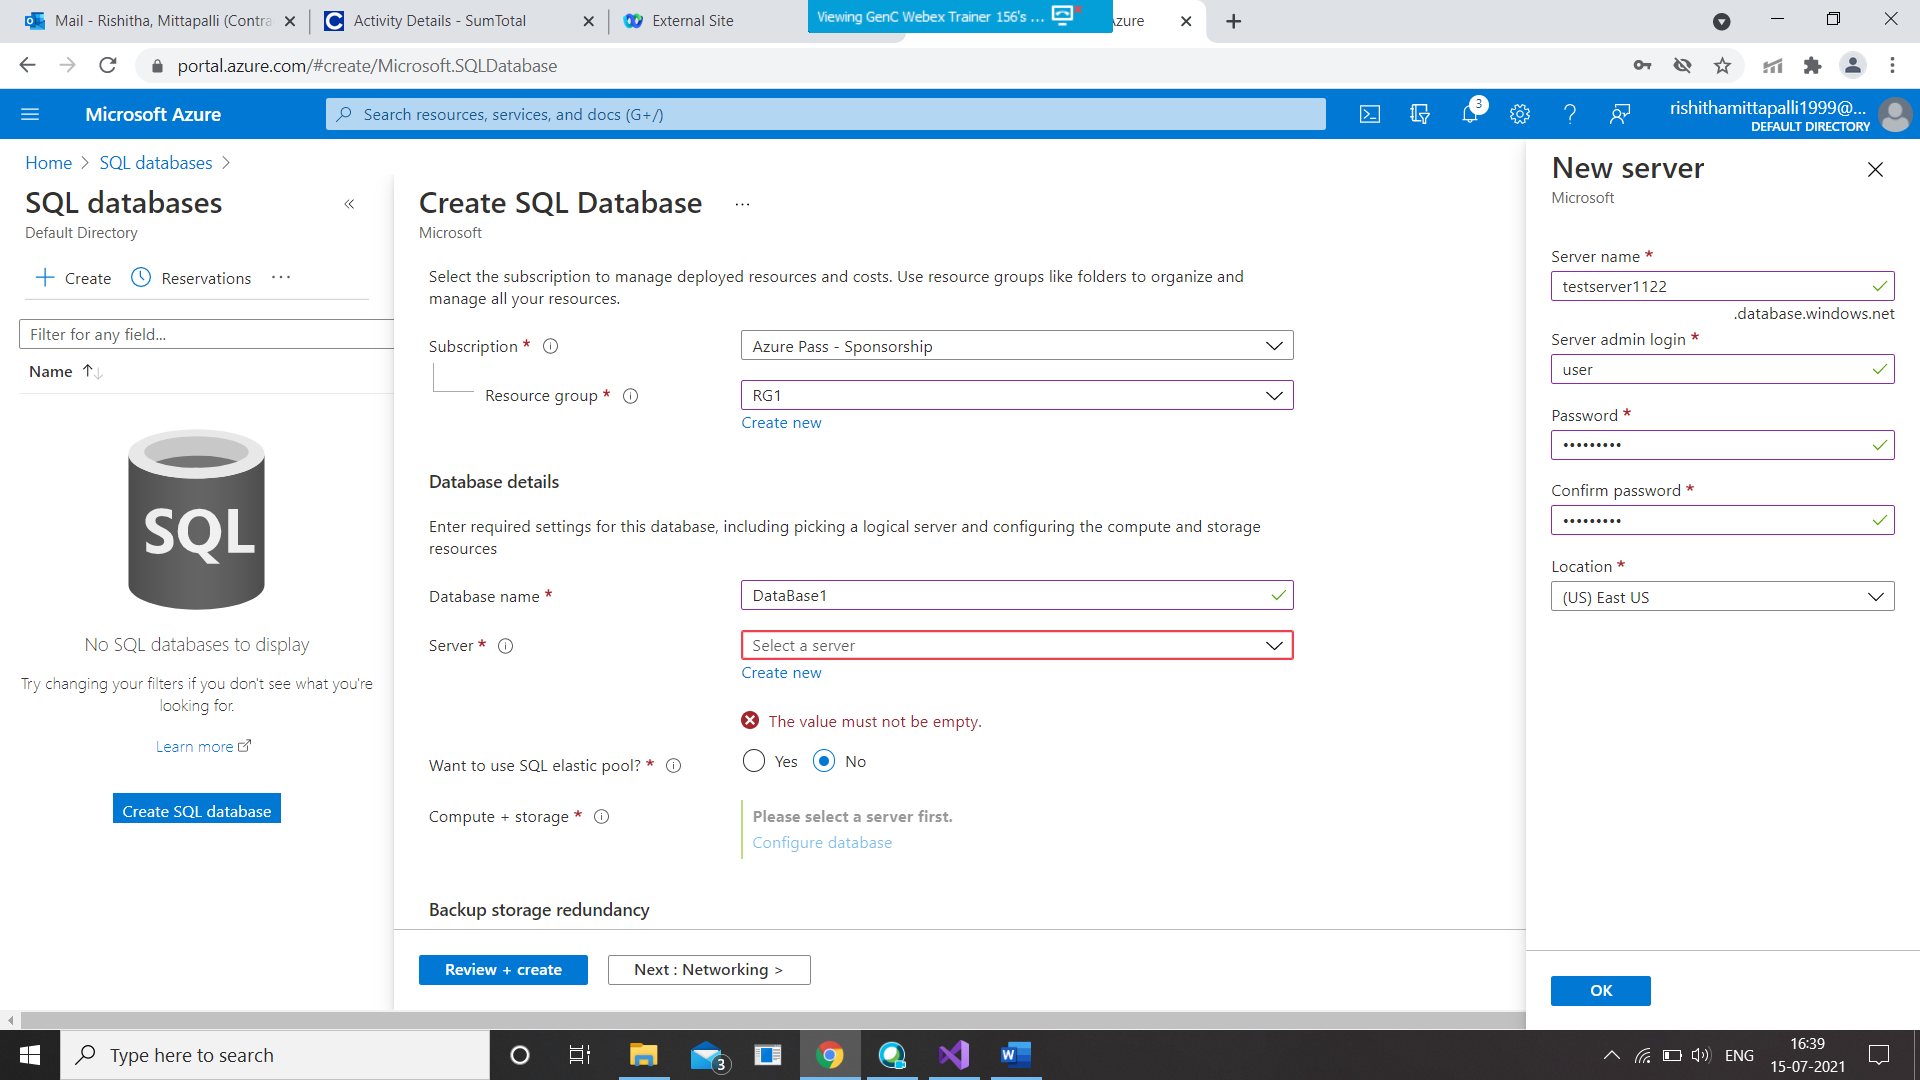 Mail - Rishitha, Mittapalli (Contra
Activity Details - SumTotal
External Site
Viewing GenC Webex Trainer 156's ...
Azure
portal.azure.com/#create/Microsoft.SQLDatabase
Microsoft Azure
Search resources, services, and docs (G+/)
3
rishithamittapalli1999@...
DEFAULT DIRECTORY
Home > SQL databases >
SQL databases
«
Default Directory
Create
Reservations
...
Filter for any field...
Name ↑↓
SQL
No SQL databases to display
Try changing your filters if you don't see what you're
looking for.
Learn more
Create SQL database
Create SQL Database
...
Microsoft
Select the subscription to manage deployed resources and costs. Use resource groups like folders to organize and
manage all your resources.
Subscription *
Azure Pass - Sponsorship
Resource group *
RG1
Create new
Database details
Enter required settings for this database, including picking a logical server and configuring the compute and storage
resources
Database name *
DataBase1
Server *
Select a server
Create new
The value must not be empty.
Want to use SQL elastic pool? *
Yes
No
Compute + storage *
Please select a server first.
Configure database
Backup storage redundancy
Review + create
Next : Networking >
New server
Microsoft
Server name *
testserver1122
.database.windows.net
Server admin login *
user
Password *
•••••••••
Confirm password *
•••••••••
Location *
(US) East US
OK
Type here to search
3
ENG
16:39
15-07-2021